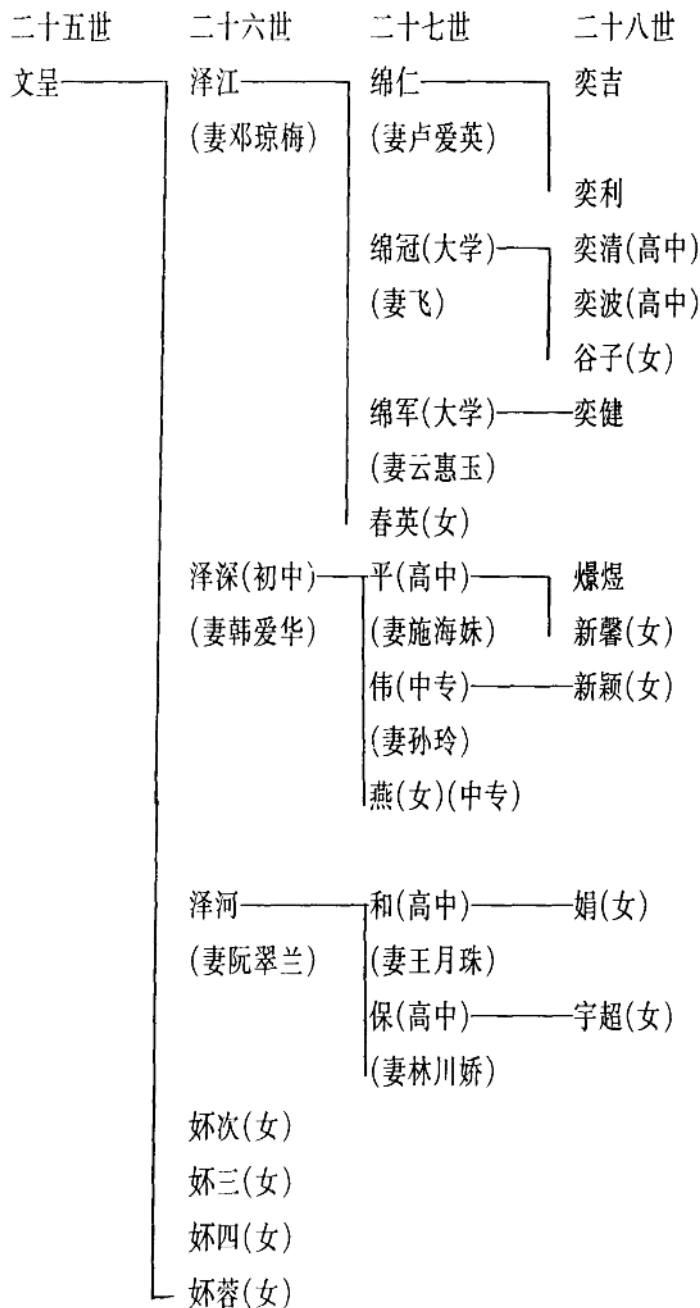 二十五世 二十六世 二十七世 二十八世
文呈 泽江 绵仁 奕吉
(妻邓琼梅) (妻卢爱英)
奕利
绵冠(大学) 奕清(高中)
(妻飞) 奕波(高中)
谷子(女)
绵军(大学) 奕健
(妻云惠玉)
春英(女)
泽深(初中) 平(高中) 燝煜
(妻韩爱华) (妻施海妹) 新馨(女)
伟(中专) 新颖(女)
(妻孙玲)
燕(女)(中专)
泽河 和(高中) 娟(女)
(妻阮翠兰) (妻王月珠)
保(高中) 宇超(女)
(妻林川娇)
妚次(女)
妚三(女)
妚四(女)
妚蓉(女)